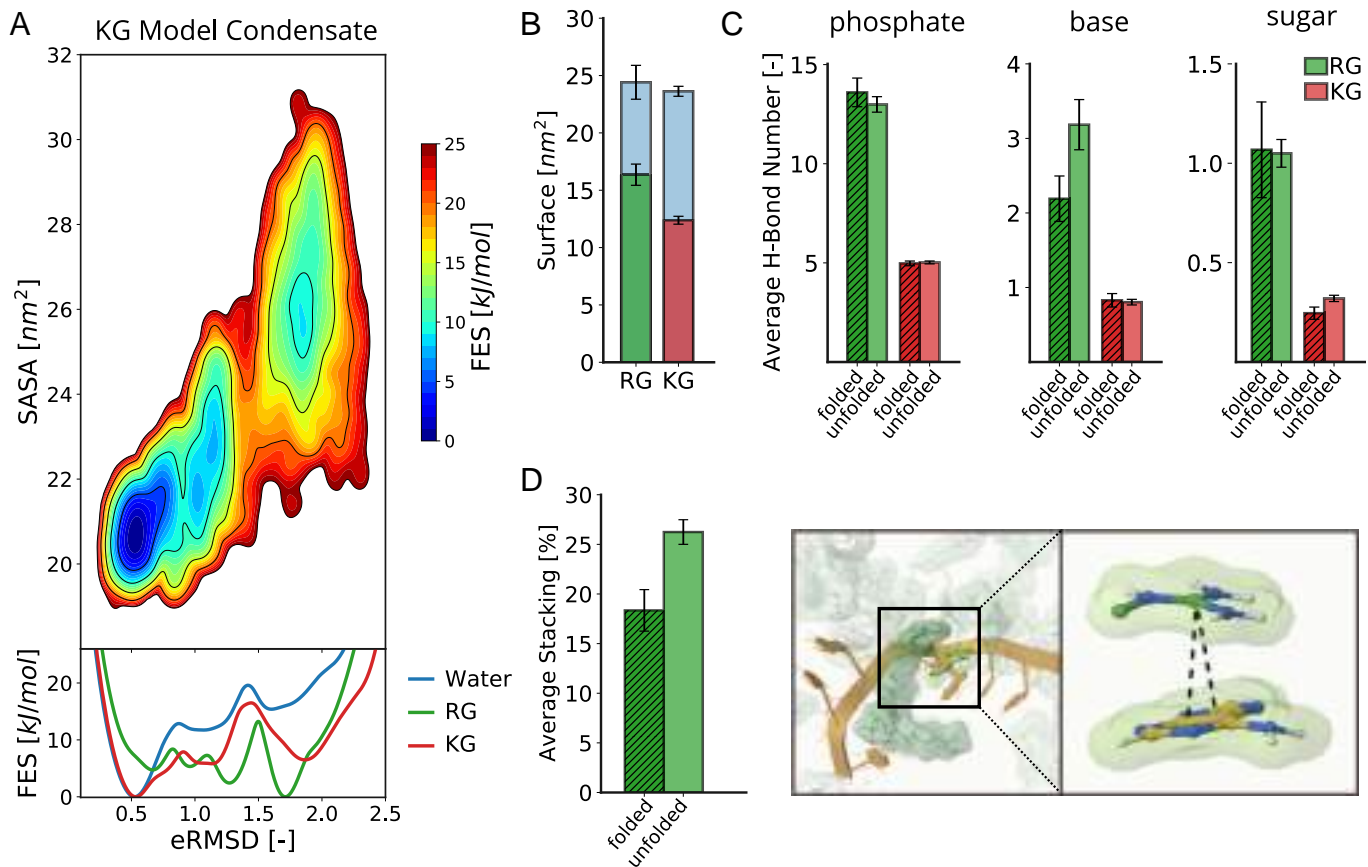 A
KG Model Condensate
SASA [nm²]
32
30
28
26
24
22
20
FES [kJ/mol]
25
20
15
10
5
0
FES [kJ/mol]
20
10
0
0.5 1.0 1.5 2.0 2.5
eRMSD [-]
Water
RG
KG
B
Surface [nm²]
30
25
20
15
10
5
0
RG KG
C
phosphate base sugar
Average H-Bond Number [-]
15
10
5
folded
unfolded
folded
unfolded
4
3
2
1
folded
unfolded
folded
unfolded
1.5
1.0
0.5
folded
unfolded
folded
unfolded
RG
KG
D
Average Stacking [%]
30
25
20
15
10
5
0
folded
unfolded